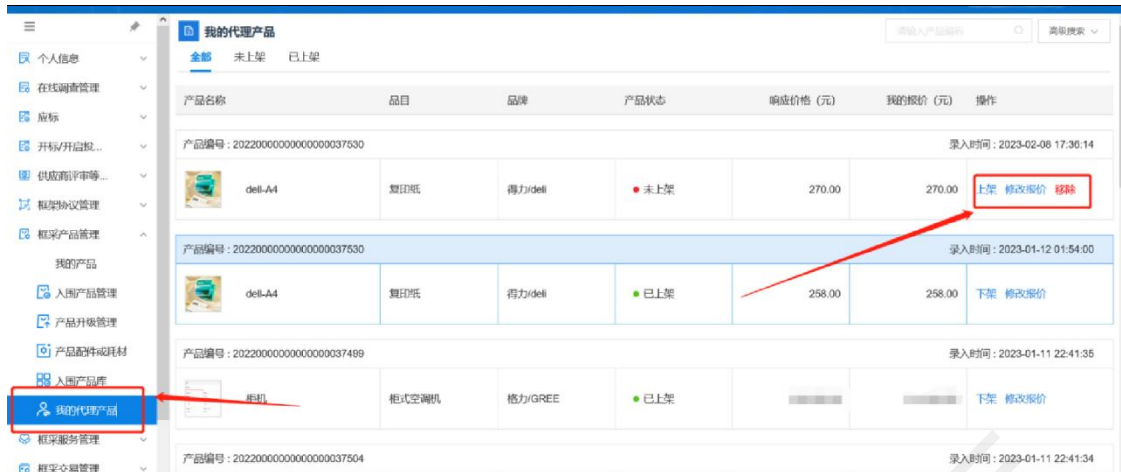 我的代理产品
请输入产品编码
高级搜索
全部 未上架 已上架
个人信息
在线调查管理
应标
开标/开启投...
供应商评审等...
框架协议管理
框采产品管理
我的产品
入围产品管理
产品升级管理
产品配件或耗材
入围产品库
我的代理产品
框采服务管理
框采交易管理
产品名称 品目 品牌 产品状态 响应价格 (元) 我的报价 (元) 操作
产品编号 : 20220000000000000037530 录入时间 : 2023-02-08 17:36:14
dell-A4 复印纸 得力/deli 未上架 270.00 270.00 上架 修改报价 移除
产品编号 : 20220000000000000037530 录入时间 : 2023-01-12 01:54:00
dell-A4 复印纸 得力/deli 已上架 258.00 258.00 下架 修改报价
产品编号 : 20220000000000000037499 录入时间 : 2023-01-11 22:41:35
柜机 柜式空调机 格力/GREE 已上架 下架 修改报价
产品编号 : 20220000000000000037504 录入时间 : 2023-01-11 22:41:34